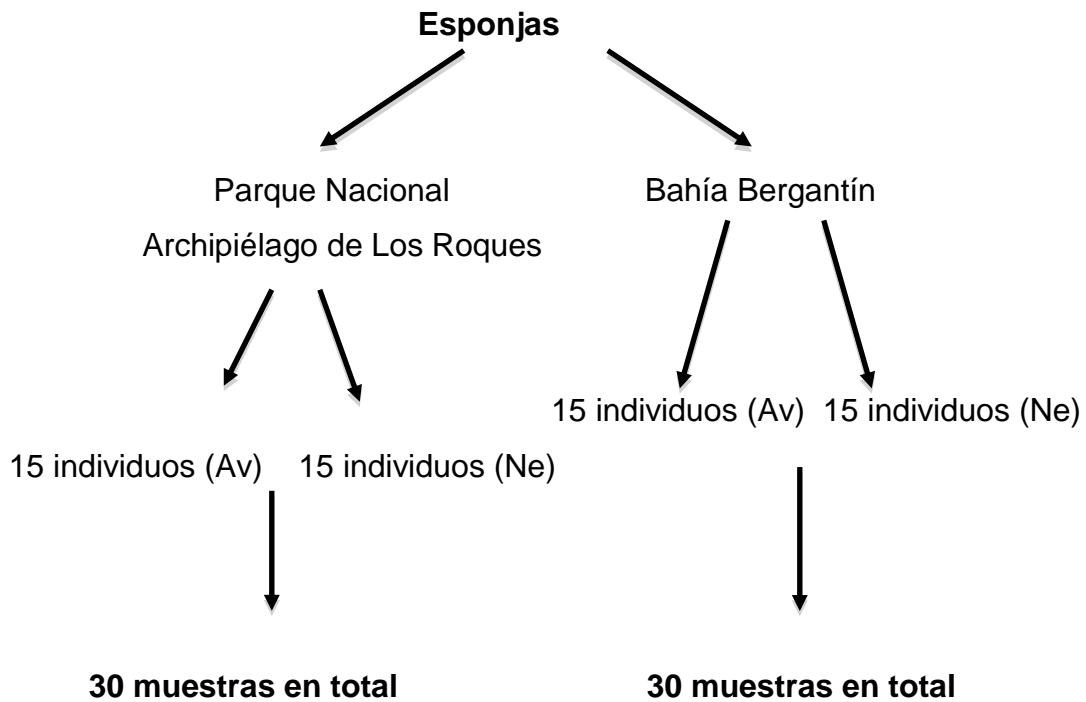 Esponjas
Parque Nacional
Archipiélago de Los Roques
Bahía Bergantín
15 individuos (Av)
15 individuos (Ne)
15 individuos (Av)
15 individuos (Ne)
30 muestras en total
30 muestras en total